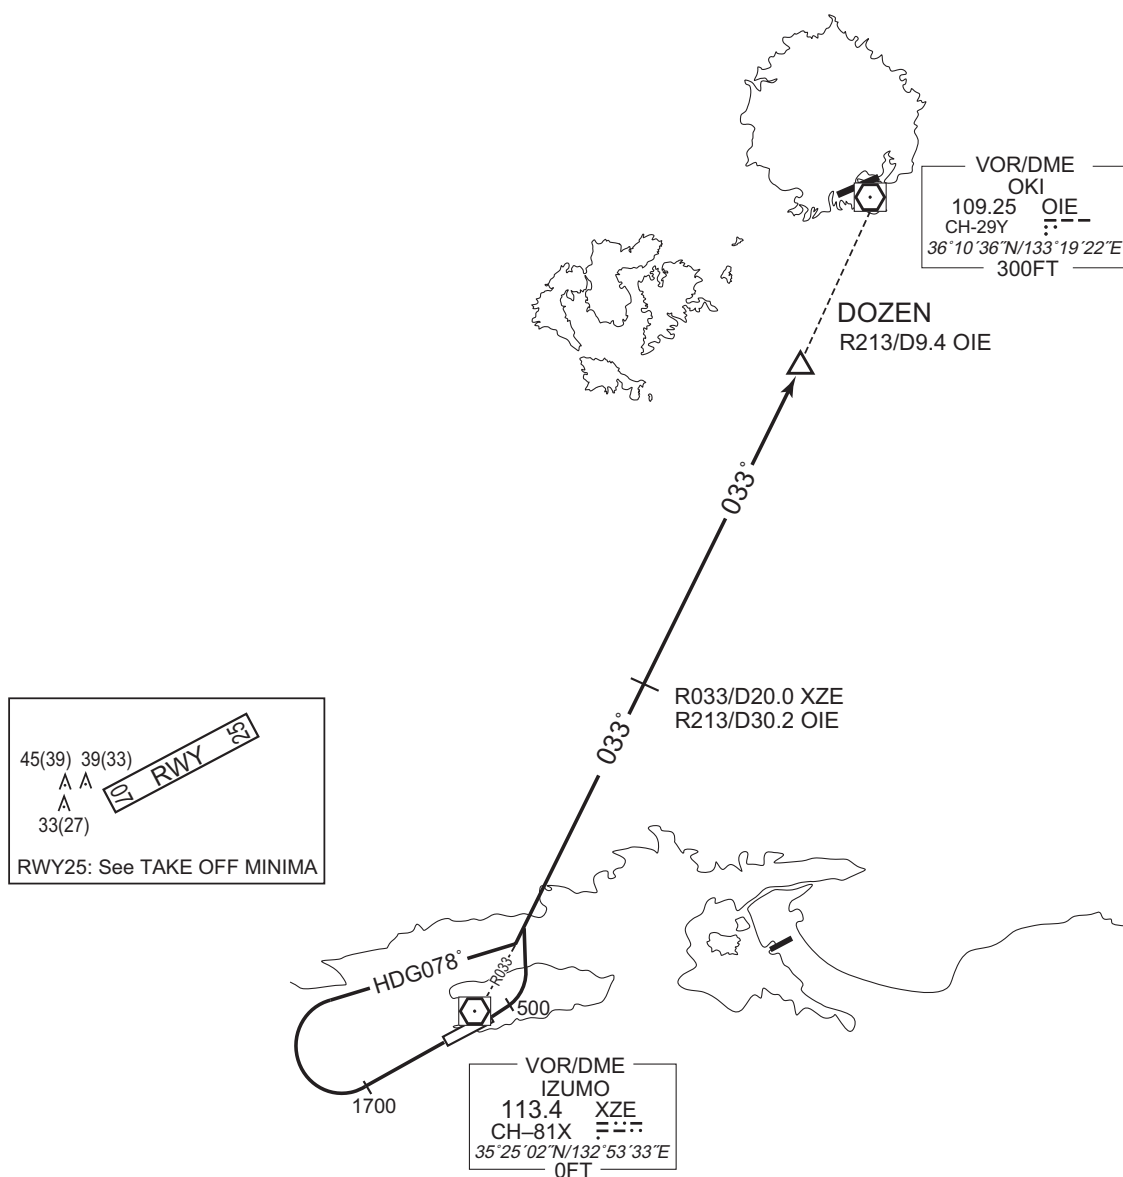 VOR/DME
OKI
109.25 OIE
CH-29Y
36°10´36˝N/133°19´22˝E
300FT
DOZEN
R213/D9.4 OIE
033°
R033/D20.0 XZE
R213/D30.2 OIE
033°
45(39) 39(33)
33(27)
07 RWY 25
RWY25: See TAKE OFF MINIMA
HDG078°
R033
500
1700
VOR/DME
IZUMO
113.4 XZE
CH–81X
35°25´02˝N/132°53´33˝E
0FT